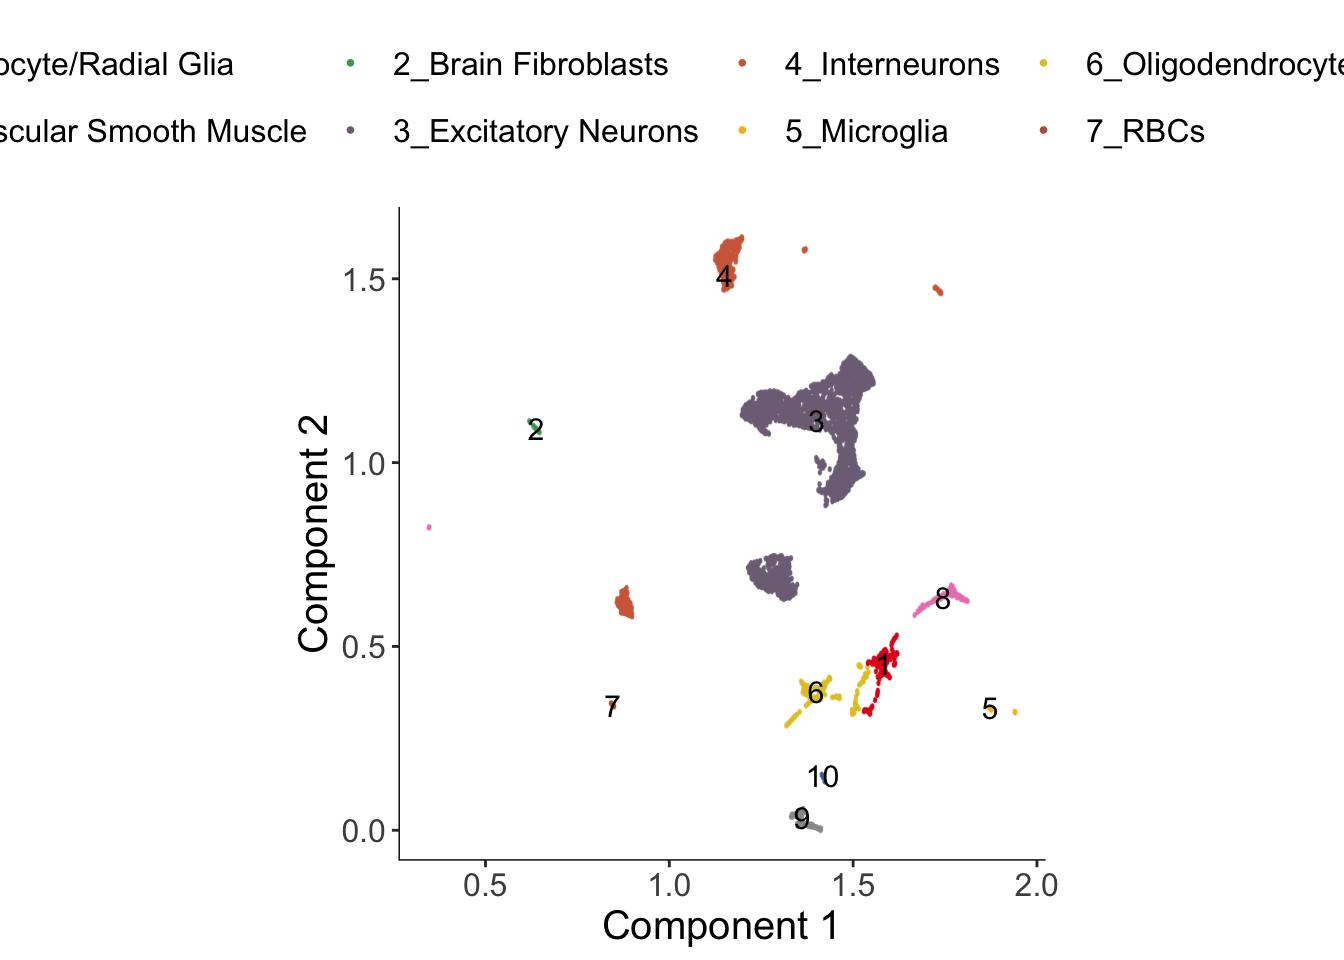 ocyte/Radial Glia 2_Brain Fibroblasts 4_Interneurons 6_Oligodendrocyte
scular Smooth Muscle 3_Excitatory Neurons 5_Microglia 7_RBCs
4
1.5
3
2
1.0
Component 2
8
0.5
1
6
7
5
10
9
0.0
0.5 1.0 1.5 2.0
Component 1